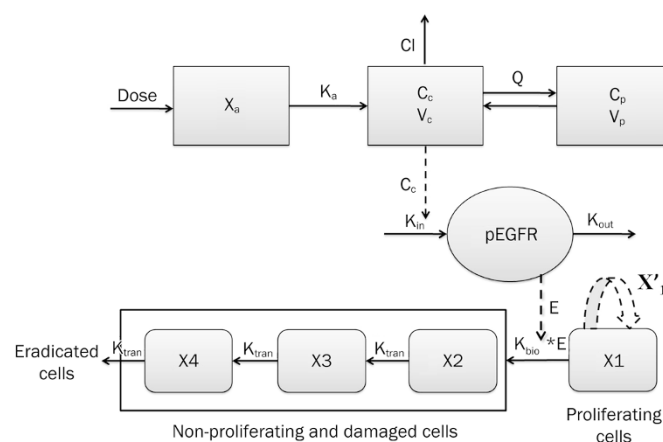 Cl
Dose
Xa
Ka
Cc
Vc
Q
Cp
Vp
Cc
Kin
pEGFR
Kout
E
X'1
Eradicated
cells
Ktran
X4
Ktran
X3
Ktran
X2
Kbio *E
X1
Non-proliferating and damaged cells
Proliferating
cells